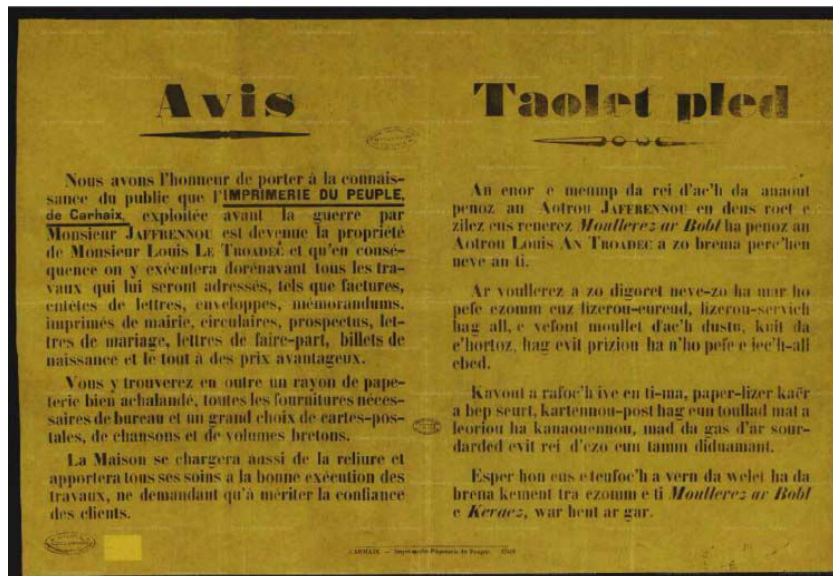 Avis
Nous avons l'honneur de porter à la connais-
sance du public que l'IMPRIMERIE DU PEUPLE,
de Carhaix, exploitée avant la guerre par
Monsieur JAFFRENNOU est devenue la propriété
de Monsieur Louis LE TROADEC et qu'en consé-
quence on y exécutera dorénavant tous les tra-
vaux qui lui seront adressés, tels que factures,
entêtes de lettres, enveloppes, mémorandums,
imprimés de mairie, circulaires, prospectus, let-
tres de mariage, lettres de faire-part, billets de
naissance et le tout à des prix avantageux.
Vous y trouverez en outre un rayon de pape-
terie bien achalandé, toutes les fournitures néces-
saires de bureau et un grand choix de cartes-pos-
tales, de chansons et de volumes bretons.
La Maison se chargera aussi de la reliure et
apportera tous ses soins à la bonne exécution des
travaux, ne demandant qu'à mériter la confiance
des clients.
Taolet pled
An enor e meump da rei d'ac'h da anaout
penoz an Aotrou JAFFRENNOU en deus roet e
zilez eus renerez Moullerez ar Bobl ha penoz an
Aotrou Louis AN TROADEC a zo brema perc'hen
neve an ti.
Ar voullerez a zo digoret neve-zo ha mar ho
pefe ezomm euz lizerou-eureud, lizerou-servich
hag all, e vefont moullet d'ac'h dustu, kuit da
c'hortoz, hag evit priziou ha n'ho pefe e lec'h-all
ebed.
Kavout a rafoc'h ive en ti-ma, paper-lizer kaër
a bep seurt, kartennou-post hag eun toullad mat a
leoriou ha kanaouennou, mad da gas d'ar sour-
darded evit rei d'ezo eun tamm diduamant.
Esper hon eus e teufoc'h a vern da welet ha da
brena kement tra ezomm e ti Moullerez ar Bobl
e Keraez, war hent ar gar.
CARHAIX — Imprimerie-Papeterie du Peuple.